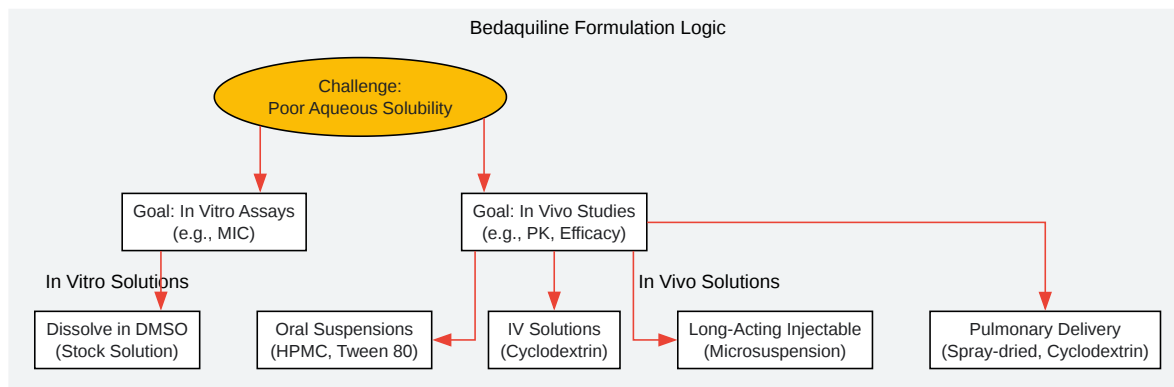 Bedaquiline Formulation Logic
Challenge:
Poor Aqueous Solubility
Goal: In Vitro Assays
(e.g., MIC)
Goal: In Vivo Studies
(e.g., PK, Efficacy)
In Vitro Solutions
In Vivo Solutions
Dissolve in DMSO
(Stock Solution)
Oral Suspensions
(HPMC, Tween 80)
IV Solutions
(Cyclodextrin)
Long-Acting Injectable
(Microsuspension)
Pulmonary Delivery
(Spray-dried, Cyclodextrin)